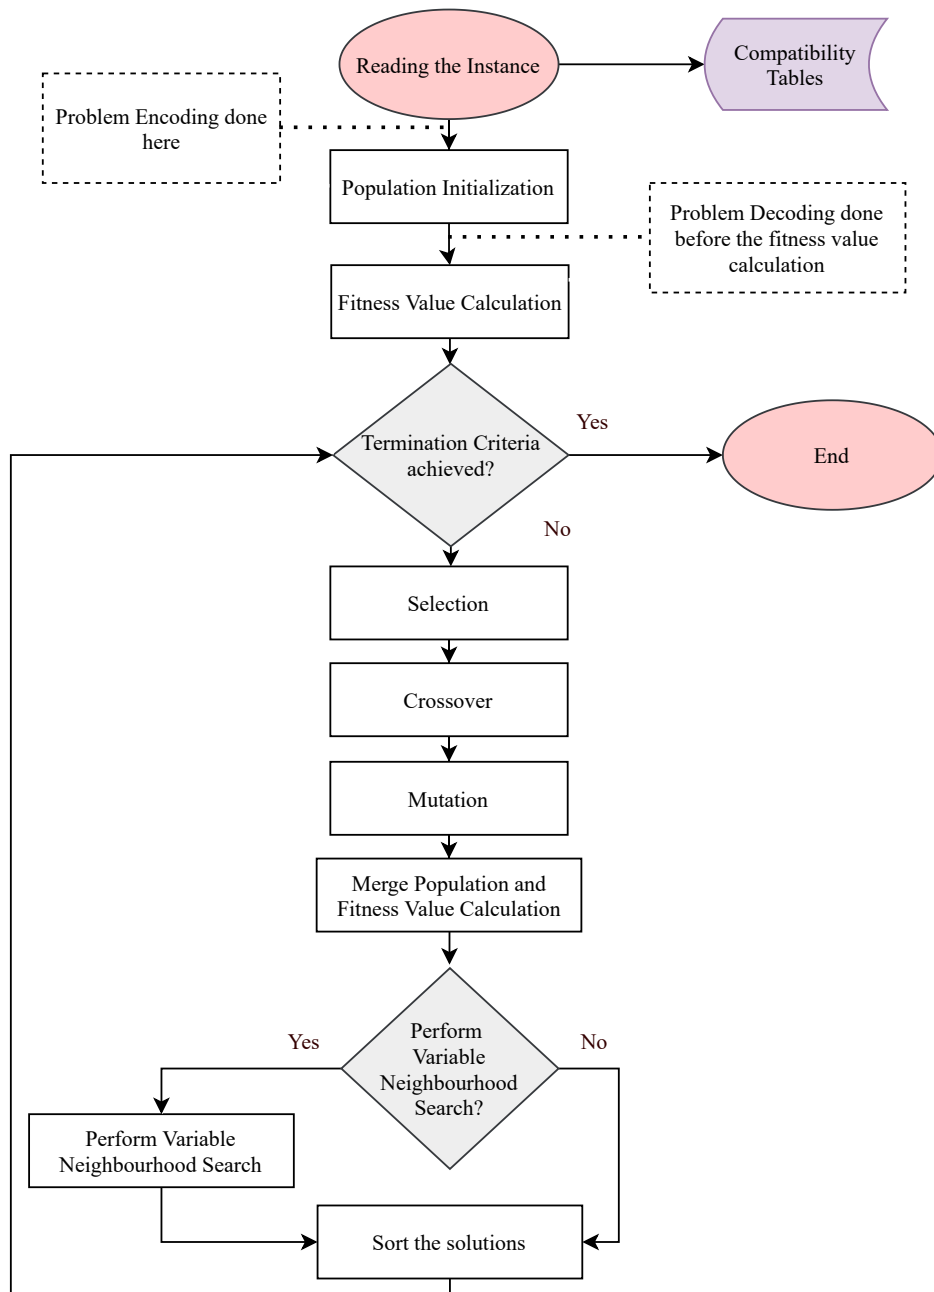 Reading the Instance
Compatibility
Tables
Problem Encoding done
here
Population Initialization
Problem Decoding done
before the fitness value
calculation
Fitness Value Calculation
Termination Criteria
achieved?
Yes
End
No
Selection
Crossover
Mutation
Merge Population and
Fitness Value Calculation
Perform
Variable
Neighbourhood
Search?
Yes
No
Perform Variable
Neighbourhood Search
Sort the solutions